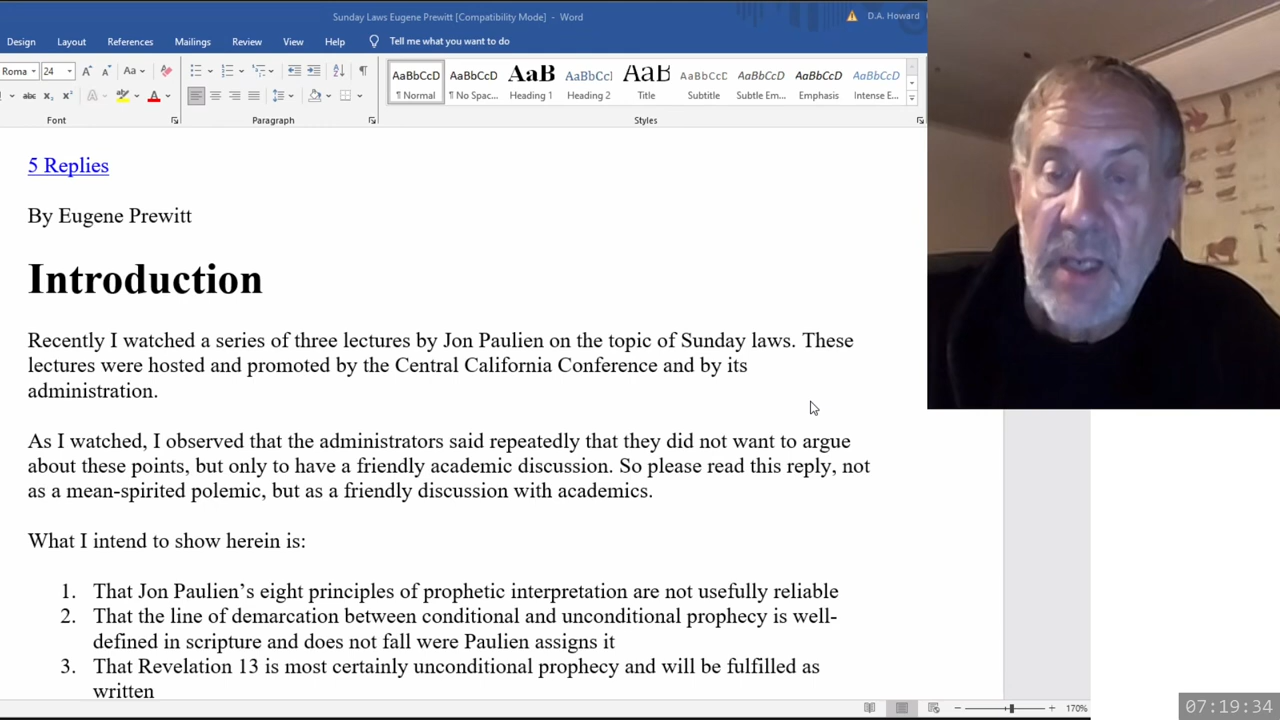 Sunday Laws Eugene Prewitt [Compatibility Mode] - Word
D.A. Howard
Design Layout References Mailings Review View Help Tell me what you want to do
Roma 24 Aa
AaBbCcD AaBbCcD AaB AaBbCc AaB AaBbCcD AaBbCcD AaBbCcD AaBbCcD
¶ Normal ¶ No Spac... Heading 1 Heading 2 Title Subtitle Subtle Em... Emphasis Intense E...
Font Paragraph Styles
5 Replies
By Eugene Prewitt
Introduction
Recently I watched a series of three lectures by Jon Paulien on the topic of Sunday laws. These
lectures were hosted and promoted by the Central California Conference and by its
administration.
As I watched, I observed that the administrators said repeatedly that they did not want to argue
about these points, but only to have a friendly academic discussion. So please read this reply, not
as a mean-spirited polemic, but as a friendly discussion with academics.
What I intend to show herein is:
1. That Jon Paulien’s eight principles of prophetic interpretation are not usefully reliable
2. That the line of demarcation between conditional and unconditional prophecy is well-
defined in scripture and does not fall were Paulien assigns it
3. That Revelation 13 is most certainly unconditional prophecy and will be fulfilled as
written
170%
07:19:34